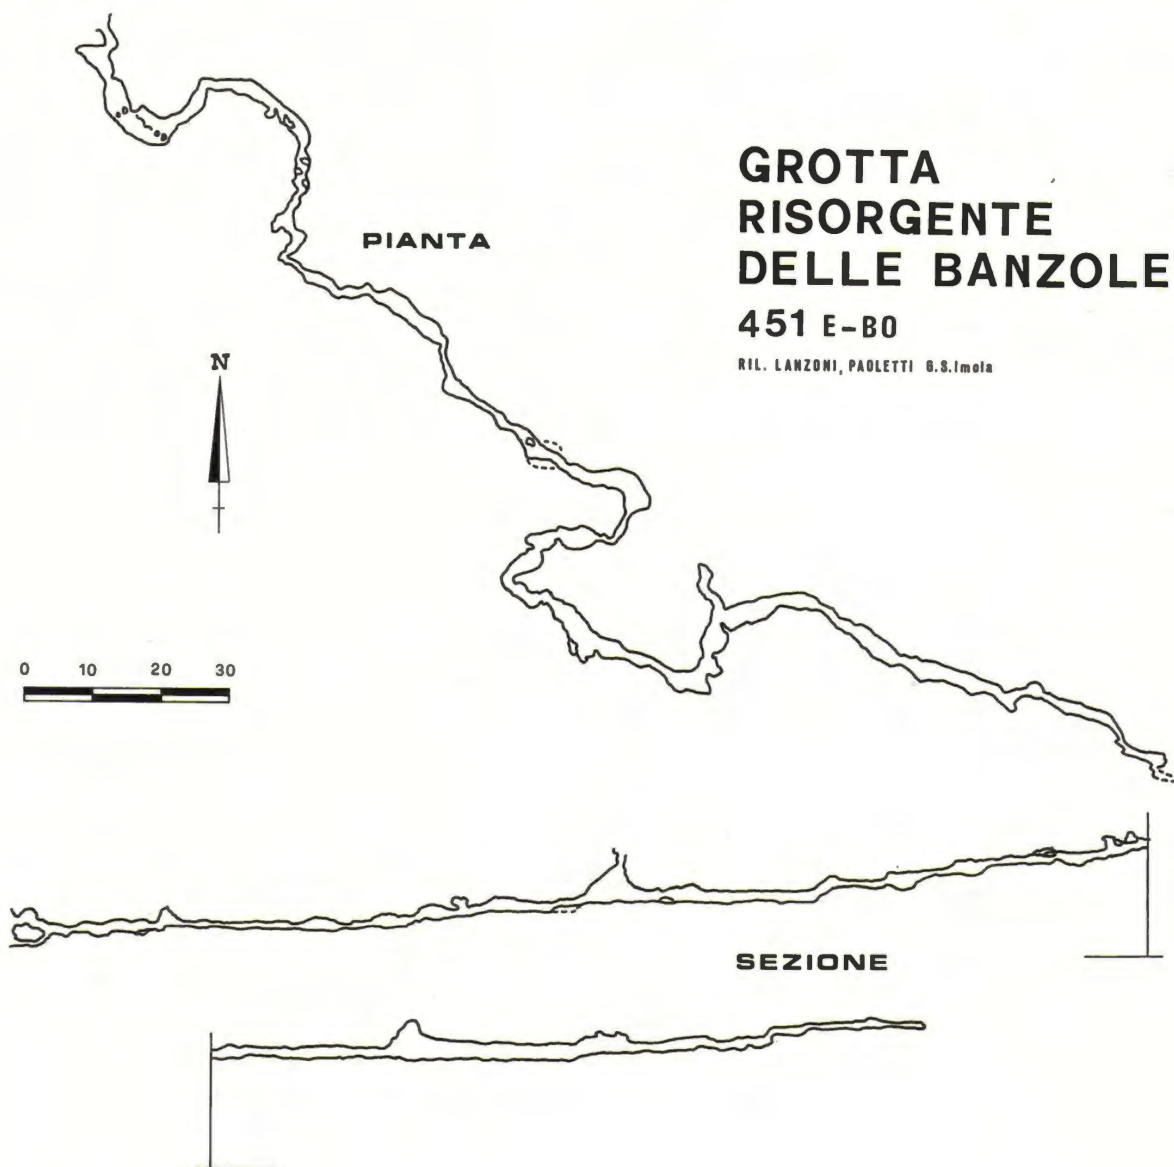 GROTTA
RISORGENTE
DELLE BANZOLE
451 E-BO
RIL. LANZONI, PAOLETTI G.S.Imola
PIANTA
N
0 10 20 30
SEZIONE